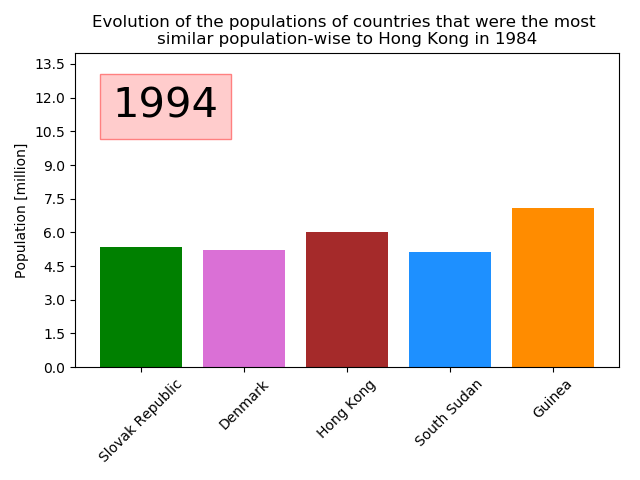 Evolution of the populations of countries that were the most
similar population-wise to Hong Kong in 1984
1994
Population [million]
13.5
12.0
10.5
9.0
7.5
6.0
4.5
3.0
1.5
0.0
Slovak Republic
Denmark
Hong Kong
South Sudan
Guinea